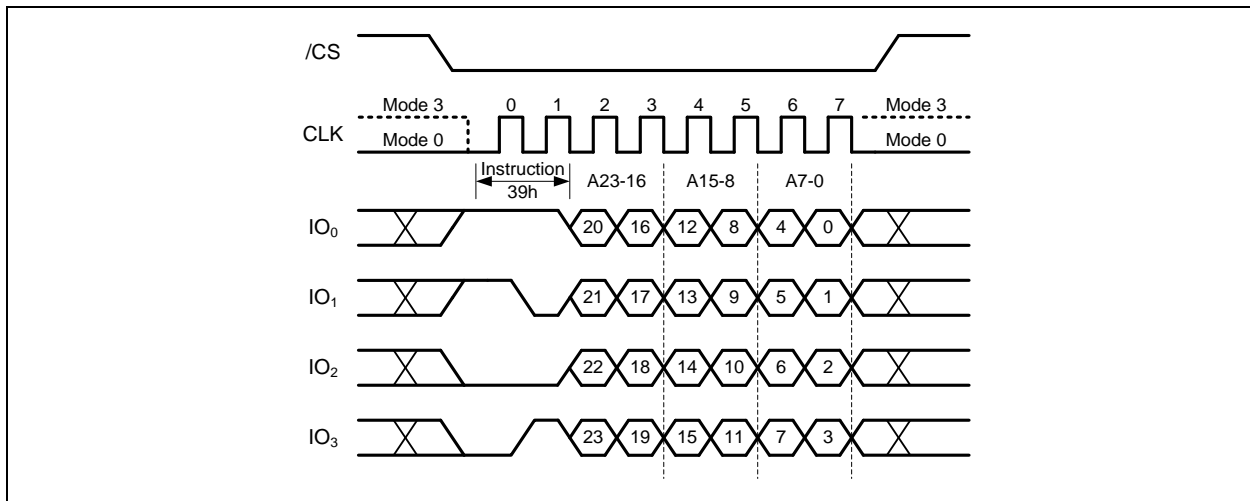 /CS
Mode 3 0 1 2 3 4 5 6 7 Mode 3
CLK
Mode 0 Mode 0
Instruction
39h
A23-16 A15-8 A7-0
IO0 20 16 12 8 4 0
IO1 21 17 13 9 5 1
IO2 22 18 14 10 6 2
IO3 23 19 15 11 7 3